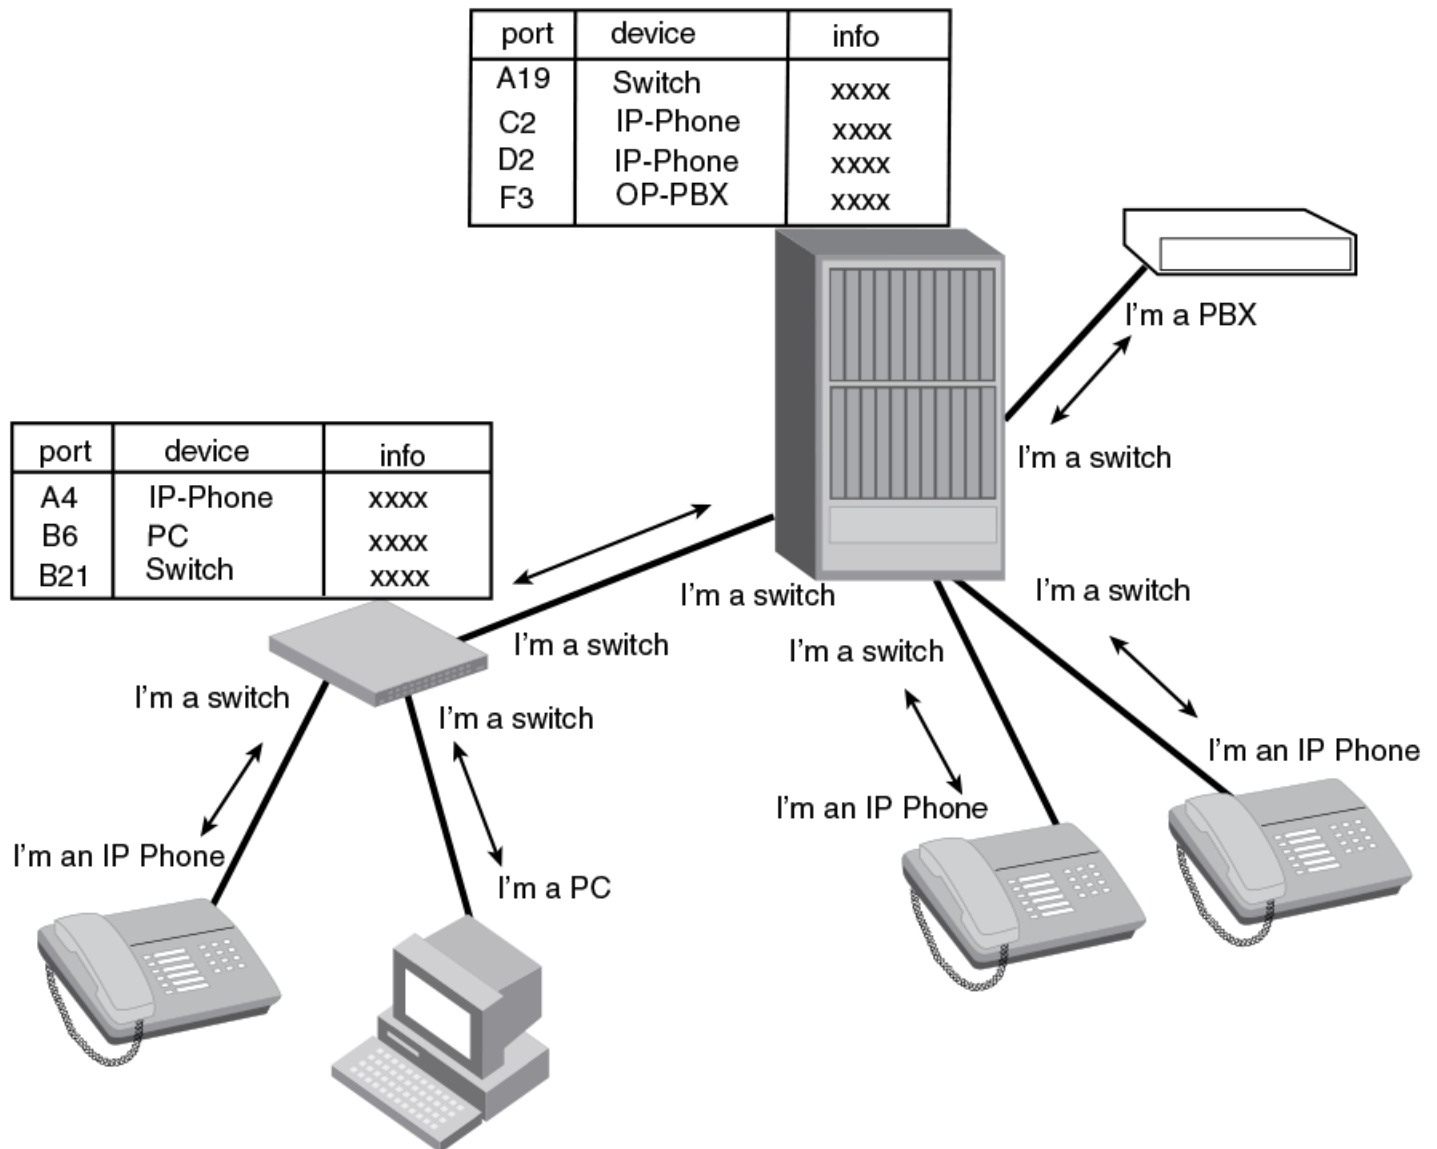 port device info
A19 Switch xxxx
C2 IP-Phone xxxx
D2 IP-Phone xxxx
F3 OP-PBX xxxx
I'm a PBX
I'm a switch
port device info
A4 IP-Phone xxxx
B6 PC xxxx
B21 Switch xxxx
I'm a switch
I'm a switch
I'm a switch
I'm a switch
I'm a switch
I'm a switch
I'm an IP Phone
I'm an IP Phone
I'm an IP Phone
I'm a PC